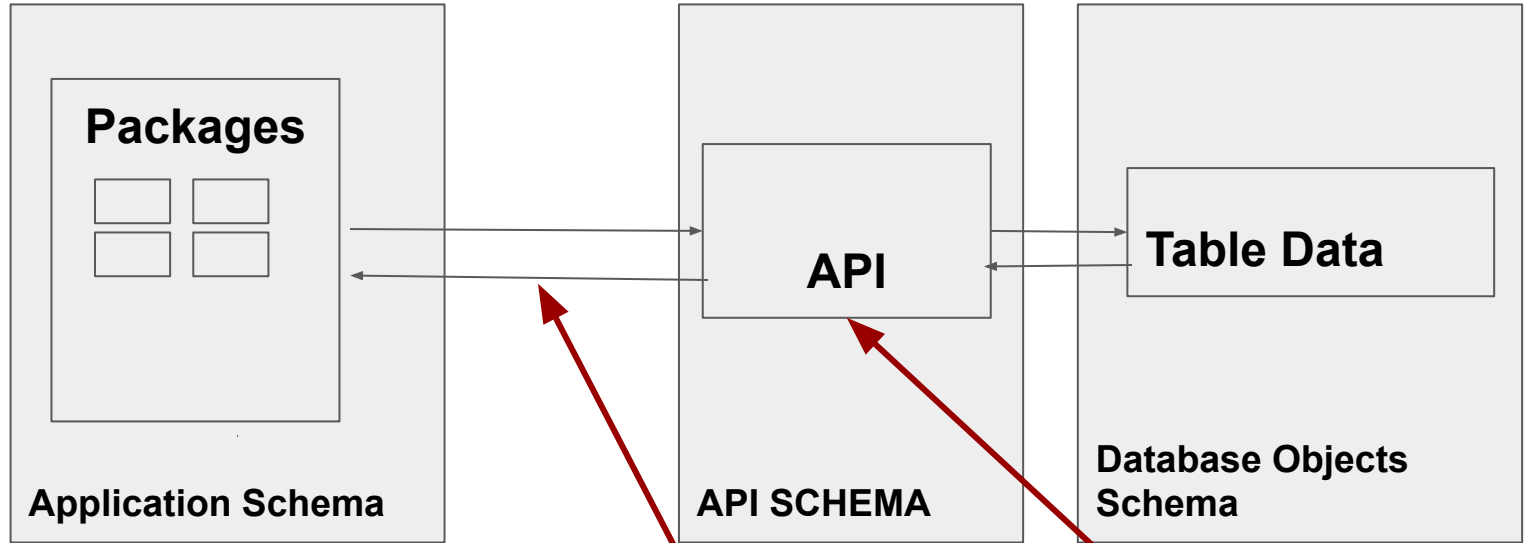 Packages
API
Table Data
Application Schema
API SCHEMA
Database Objects
Schema